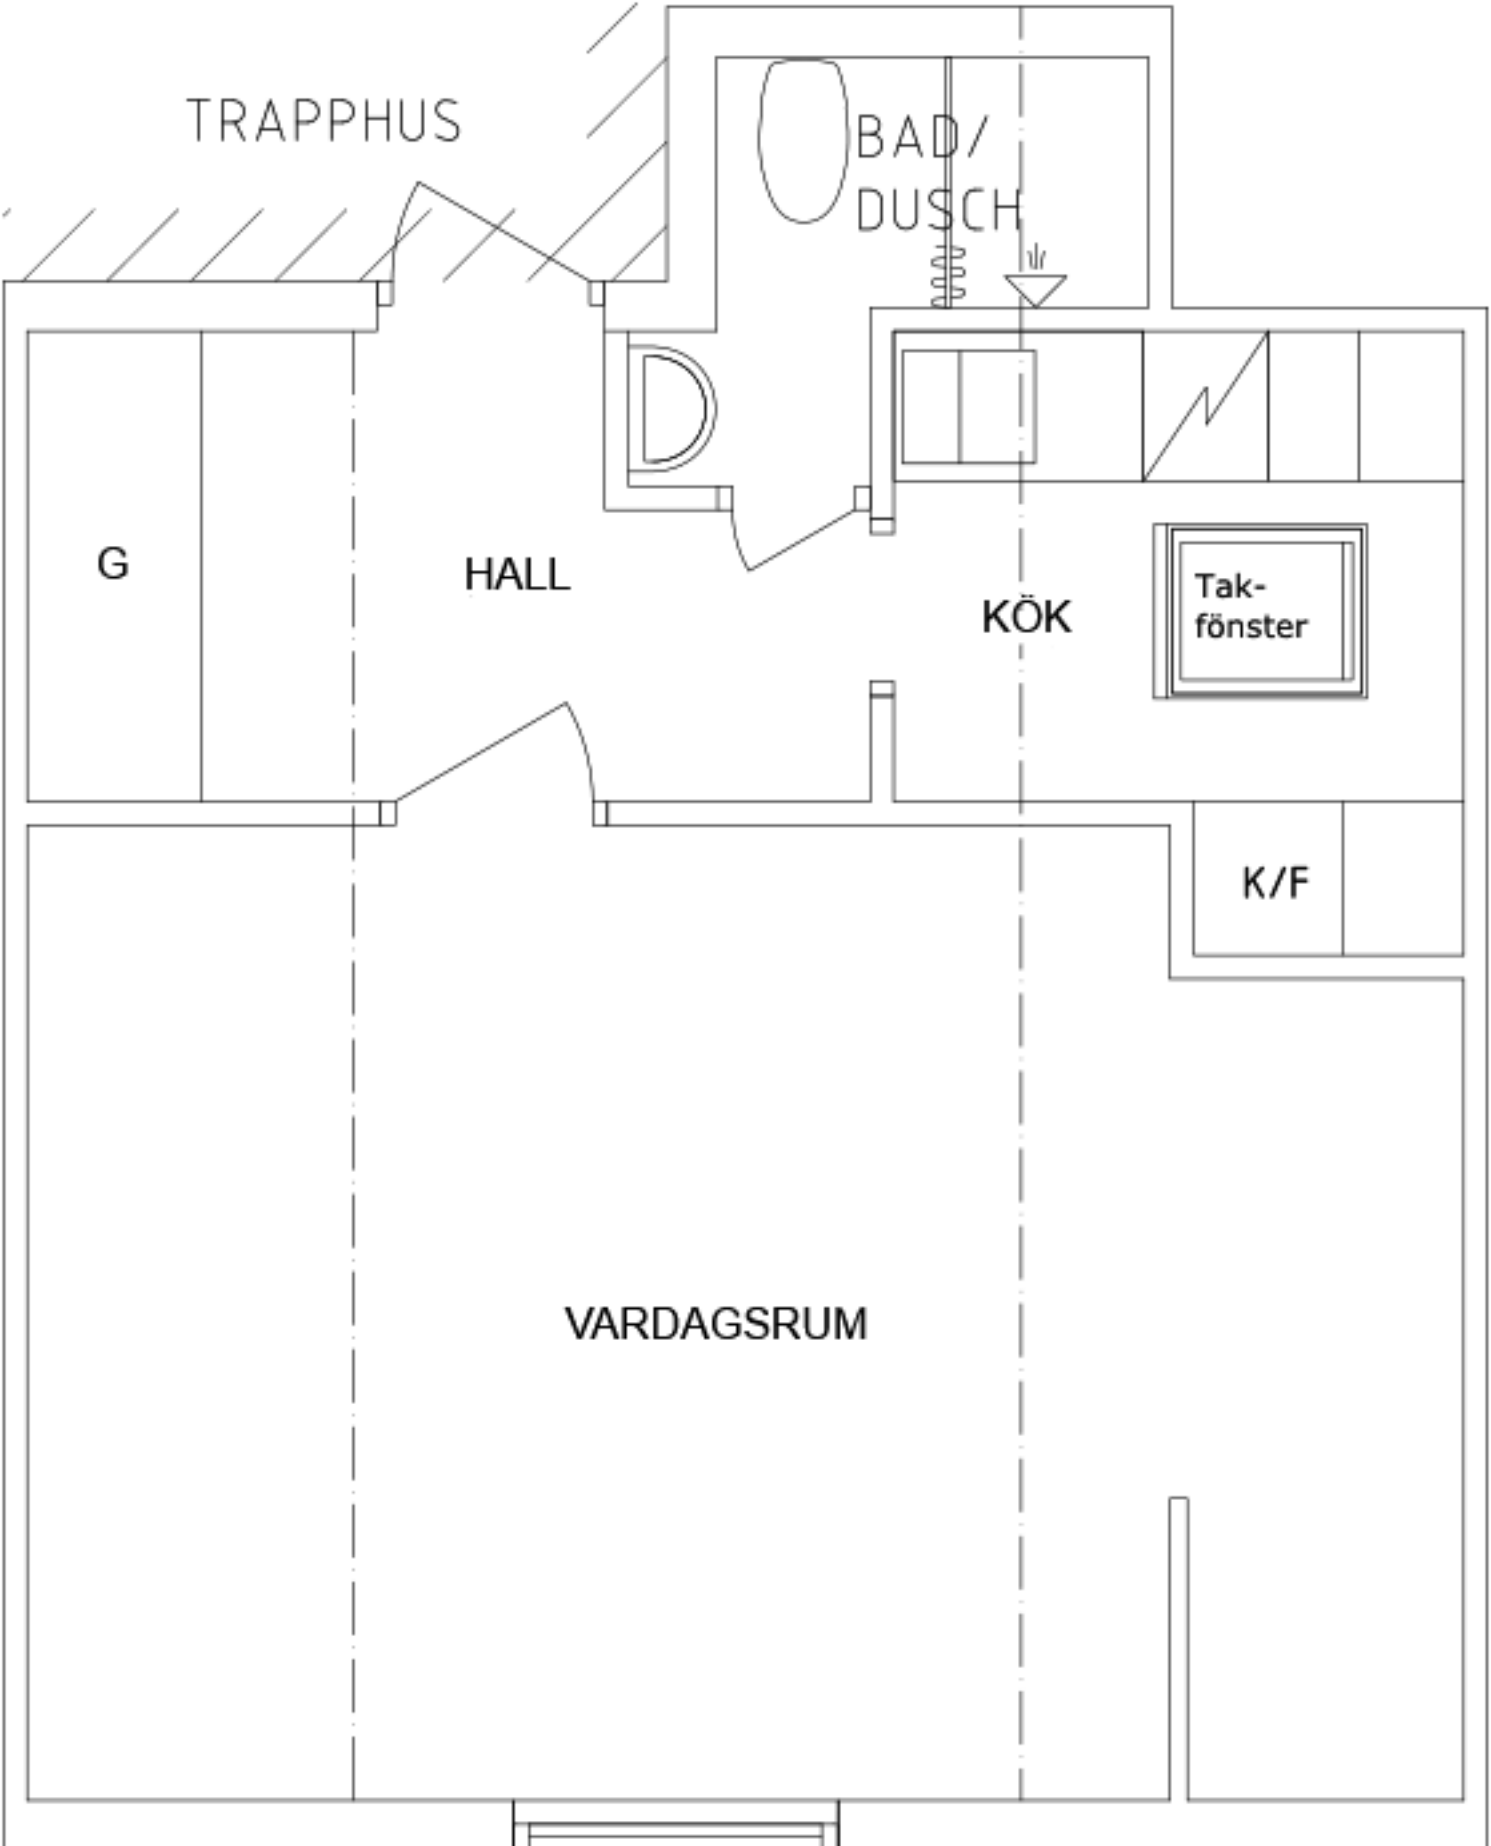 TRAPPHUS
BAD/
DUSCH
G
HALL
KÖK
Tak-
fönster
K/F
VARDAGSRUM